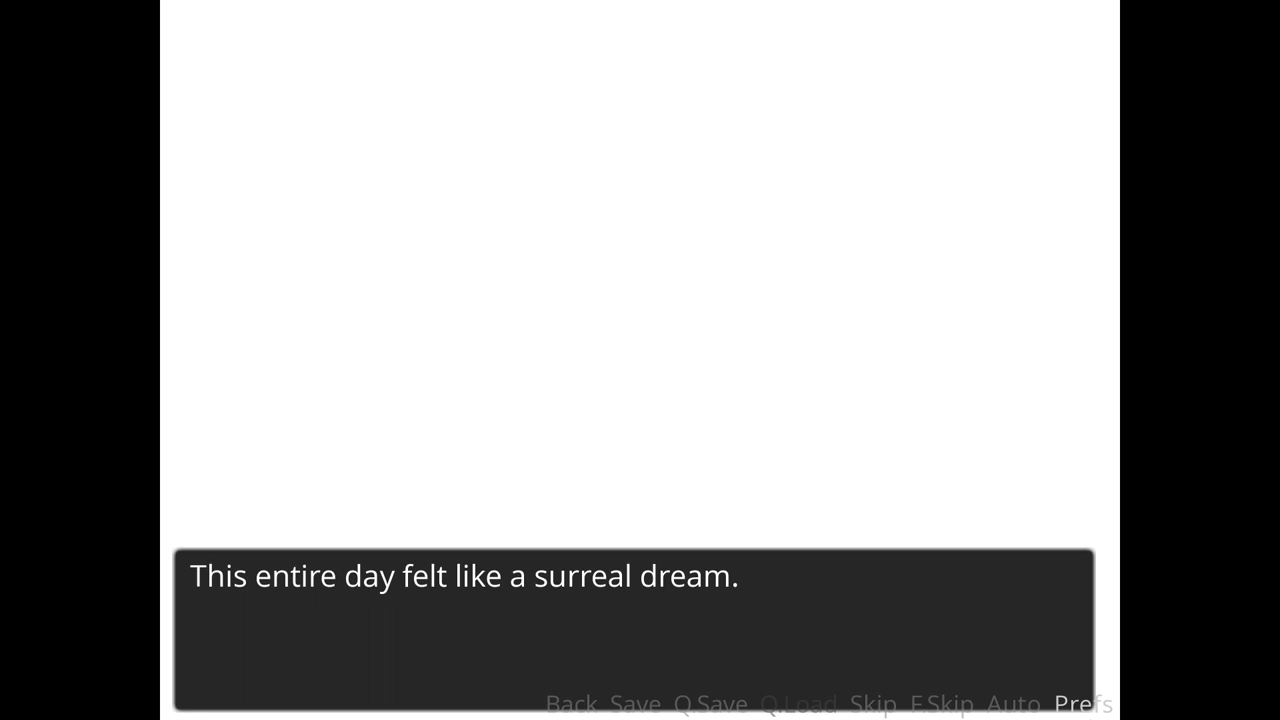 This entire day felt like a surreal dream.
Back Save Q.Save Q.Load Skip F.Skip Auto Prefs